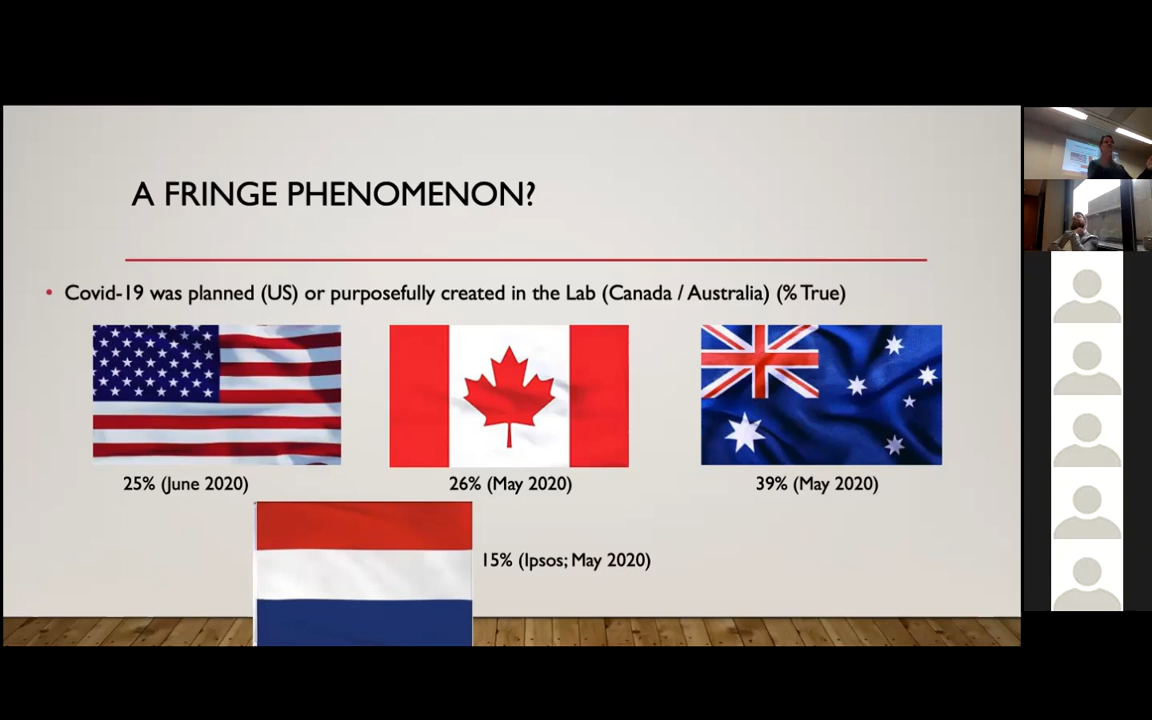 A FRINGE PHENOMENON?
• Covid-19 was planned (US) or purposefully created in the Lab (Canada / Australia) (% True)
25% (June 2020)
26% (May 2020)
39% (May 2020)
15% (Ipsos; May 2020)